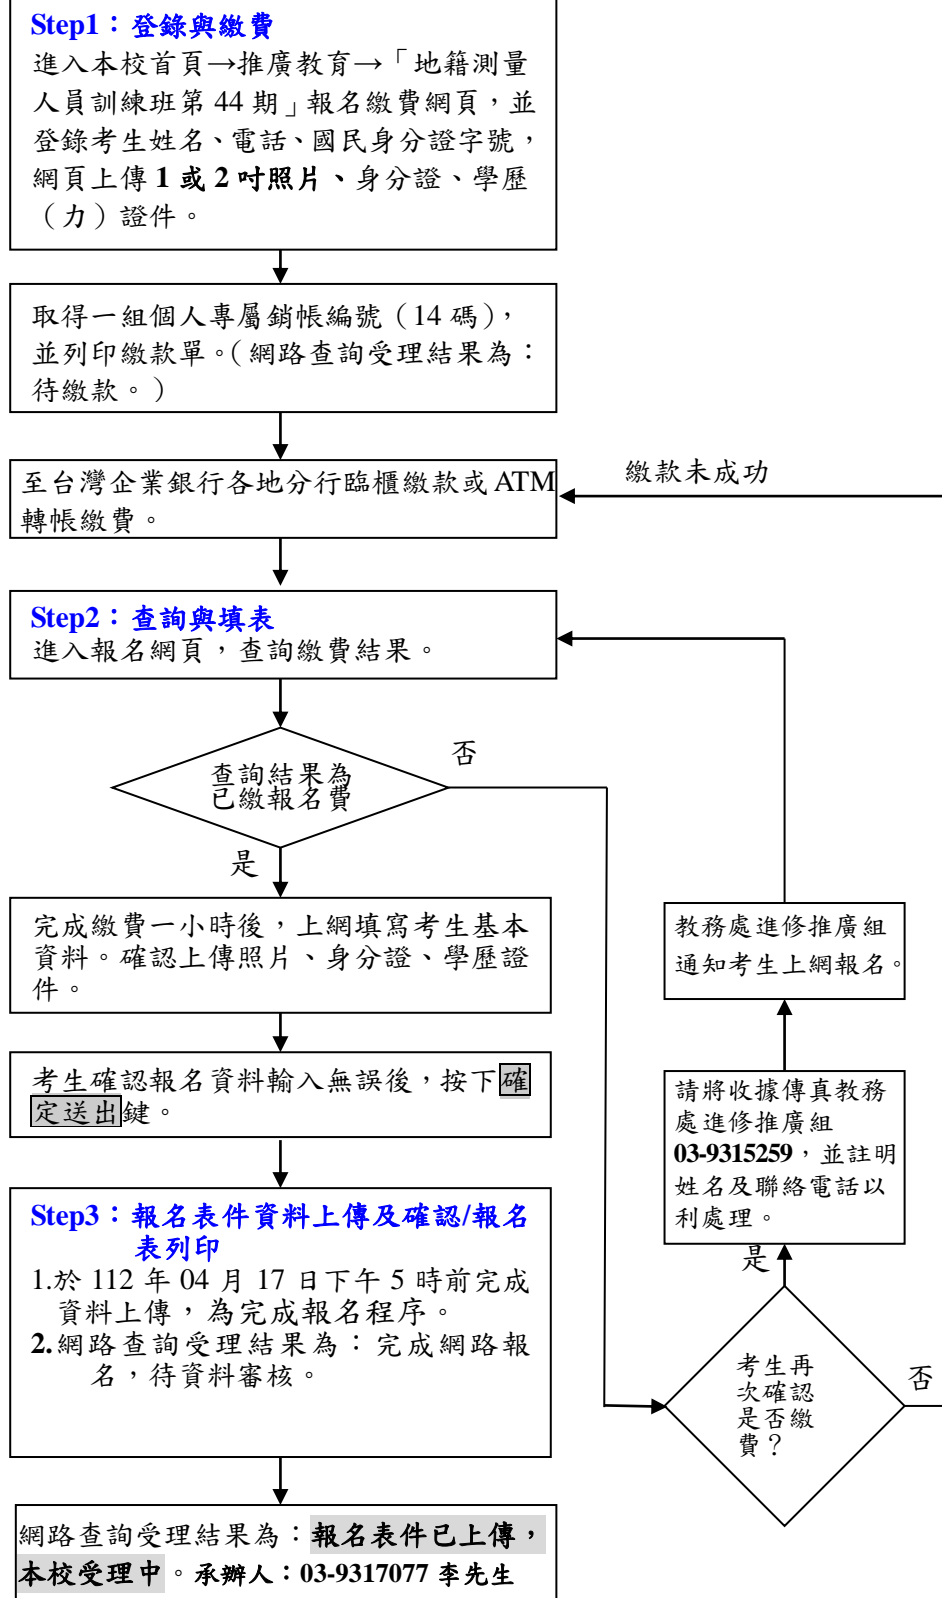 Step1：登錄與繳費
進入本校首頁→推廣教育→「地籍測量
人員訓練班第 44 期」報名繳費網頁，並
登錄考生姓名、電話、國民身分證字號，
網頁上傳 1 或 2 吋照片、身分證、學歷
（力）證件。
取得一組個人專屬銷帳編號（14 碼），
並列印繳款單。（網路查詢受理結果為：
待繳款。）
至台灣企業銀行各地分行臨櫃繳款或 ATM
轉帳繳費。
繳款未成功
Step2：查詢與填表
進入報名網頁，查詢繳費結果。
查詢結果為
已繳報名費
否
是
完成繳費一小時後，上網填寫考生基本
資料。確認上傳照片、身分證、學歷證
件。
考生確認報名資料輸入無誤後，按下確
定送出鍵。
Step3：報名表件資料上傳及確認/報名
表列印
1.於 112 年 04 月 17 日下午 5 時前完成
資料上傳，為完成報名程序。
2.網路查詢受理結果為：完成網路報
名，待資料審核。
網路查詢受理結果為：報名表件已上傳，
本校受理中。承辦人：03-9317077 李先生
教務處進修推廣組
通知考生上網報名。
請將收據傳真教務
處進修推廣組
03-9315259，並註明
姓名及聯絡電話以
利處理。
是
考生再
次確認
是否繳
費？
否